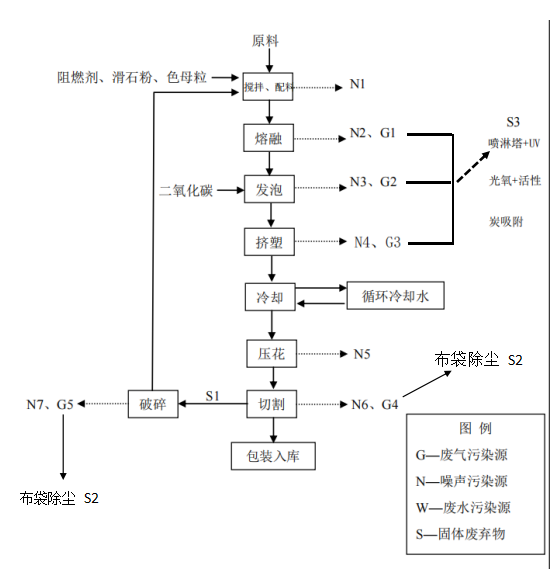 原料
阻燃剂、滑石粉、色母粒
搅拌、配料
N1
熔融
N2、G1
S3
喷淋塔+UV
光氧+活性
炭吸附
二氧化碳
发泡
N3、G2
挤塑
N4、G3
冷却
循环冷却水
压花
N5
布袋除尘 S2
N7、G5
破碎
S1
切割
N6、G4
包装入库
布袋除尘 S2
图 例
G—废气污染源
N—噪声污染源
W—废水污染源
S—固体废弃物